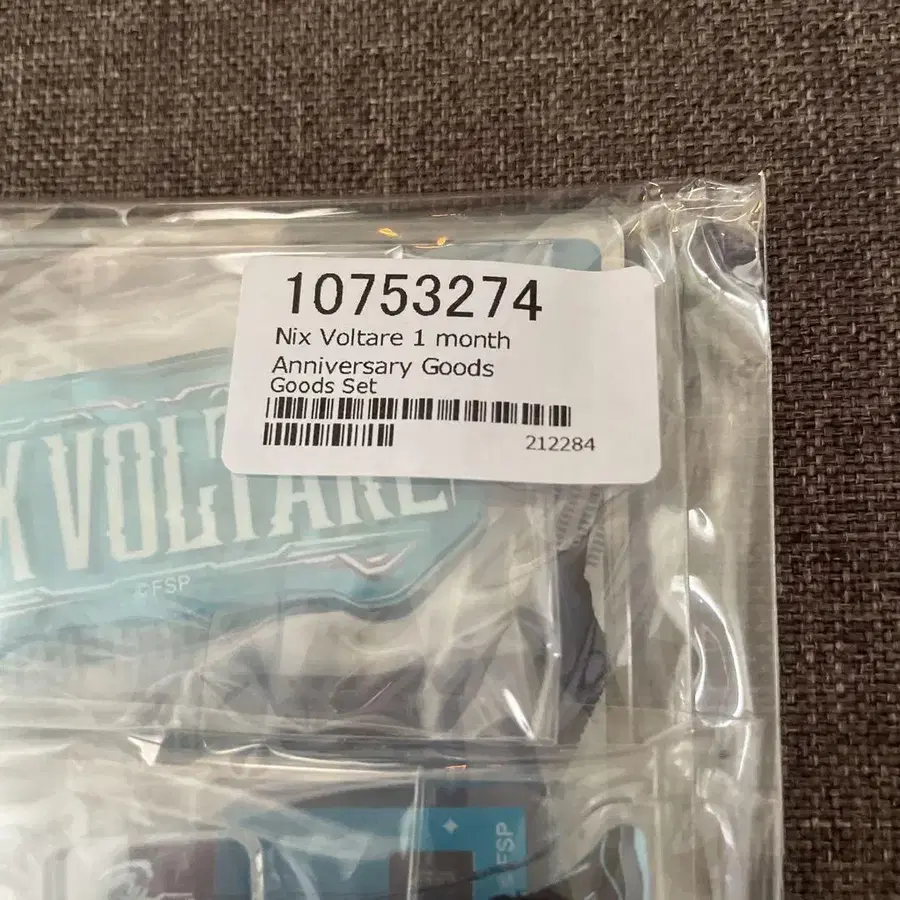 10753274
Nix Voltare 1 month
Anniversary Goods
Goods Set
212284
X VOLTARE
©FSP
FSP